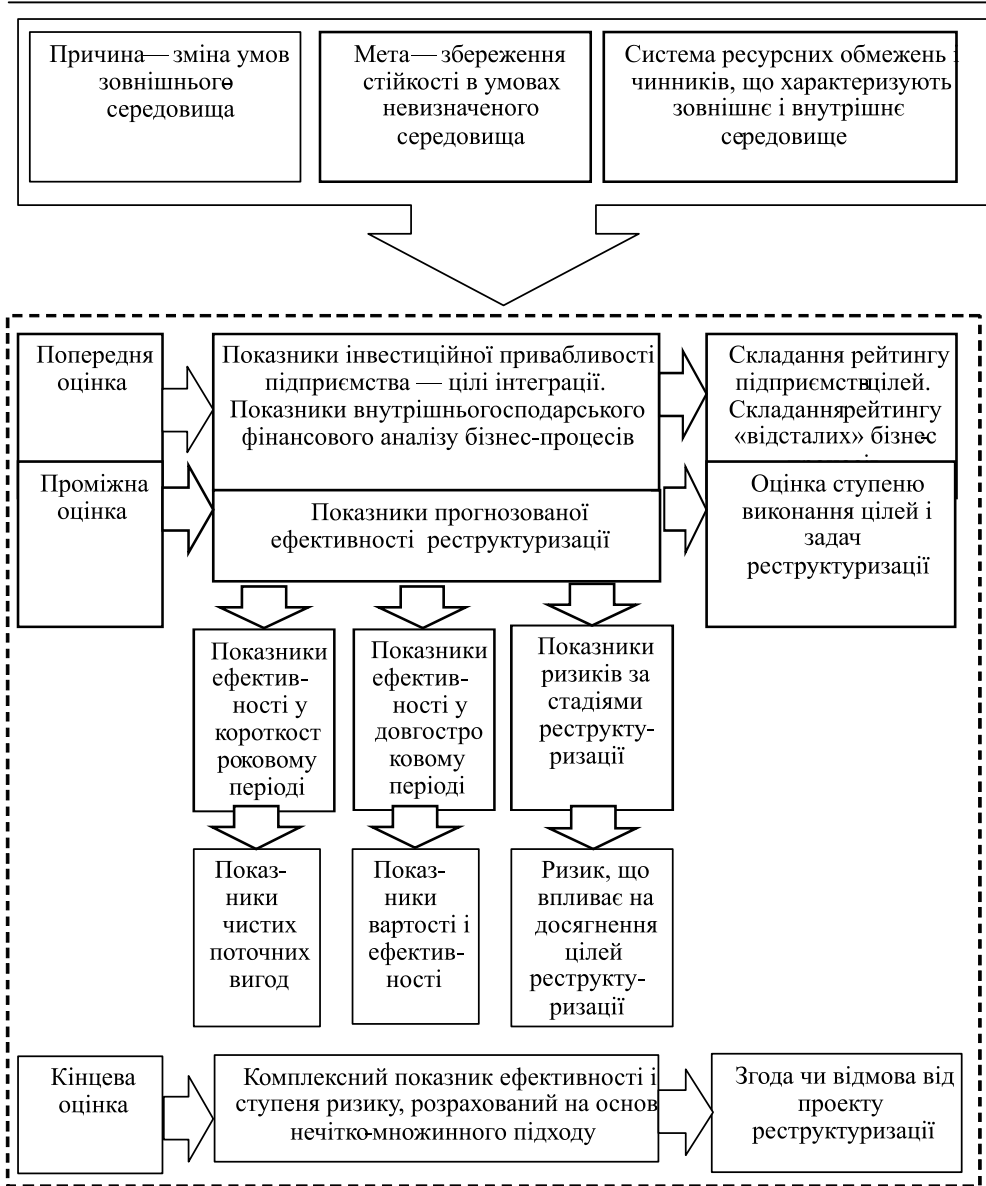 Причина — зміна умов
зовнішнього
середовища
Мета — збереження
стійкості в умовах
невизначеного
середовища
Система ресурсних обмежень і
чинників, що характеризують
зовнішнє і внутрішнє
середовище
Попередня
оцінка
Показники інвестиційної привабливості
підприємства — цілі інтеграції.
Показники внутрішньогосподарського
фінансового аналізу бізнес-процесів
Складання рейтингу
підприємств-цілей.
Складання рейтингу
«відсталих» бізнес-
Проміжна
оцінка
Показники прогнозованої
ефективності реструктуризації
Оцінка ступеню
виконання цілей і
задач
реструктуризації
Показники
ефектив-
ності у
короткост
роковому
періоді
Показники
ефектив-
ності у
довгостро
ковому
періоді
Показники
ризиків за
стадіями
реструкту-
ризації
Показ-
ники
чистих
поточних
вигод
Показ-
ники
вартості і
ефектив-
ності
Ризик, що
впливає на
досягнення
цілей
реструкту-
ризації
Кінцева
оцінка
Комплексний показник ефективності і
ступеня ризику, розрахований на основ
нечітко-множинного підходу
Згода чи відмова від
проекту
реструктуризації